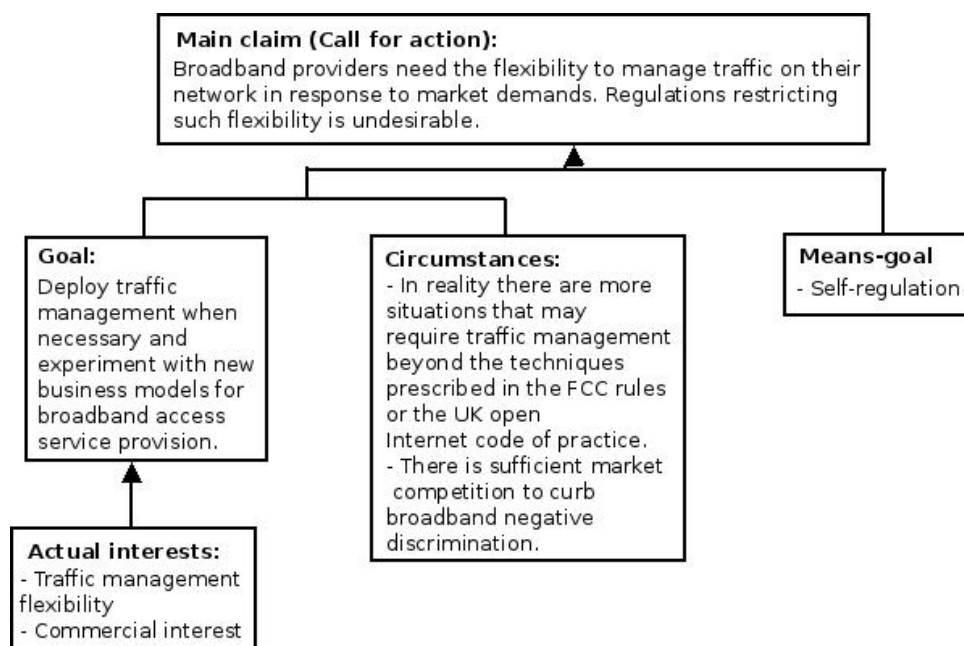 Main claim (Call for action):
Broadband providers need the flexibility to manage traffic on their
network in response to market demands. Regulations restricting
such flexibility is undesirable.
Goal:
Deploy traffic
management when
necessary and
experiment with new
business models for
broadband access
service provision.
Circumstances:
- In reality there are more
situations that may
require traffic management
beyond the techniques
prescribed in the FCC rules
or the UK open
Internet code of practice.
- There is sufficient market
competition to curb
broadband negative
discrimination.
Means-goal
- Self-regulation
Actual interests:
- Traffic management
flexibility
- Commercial interest